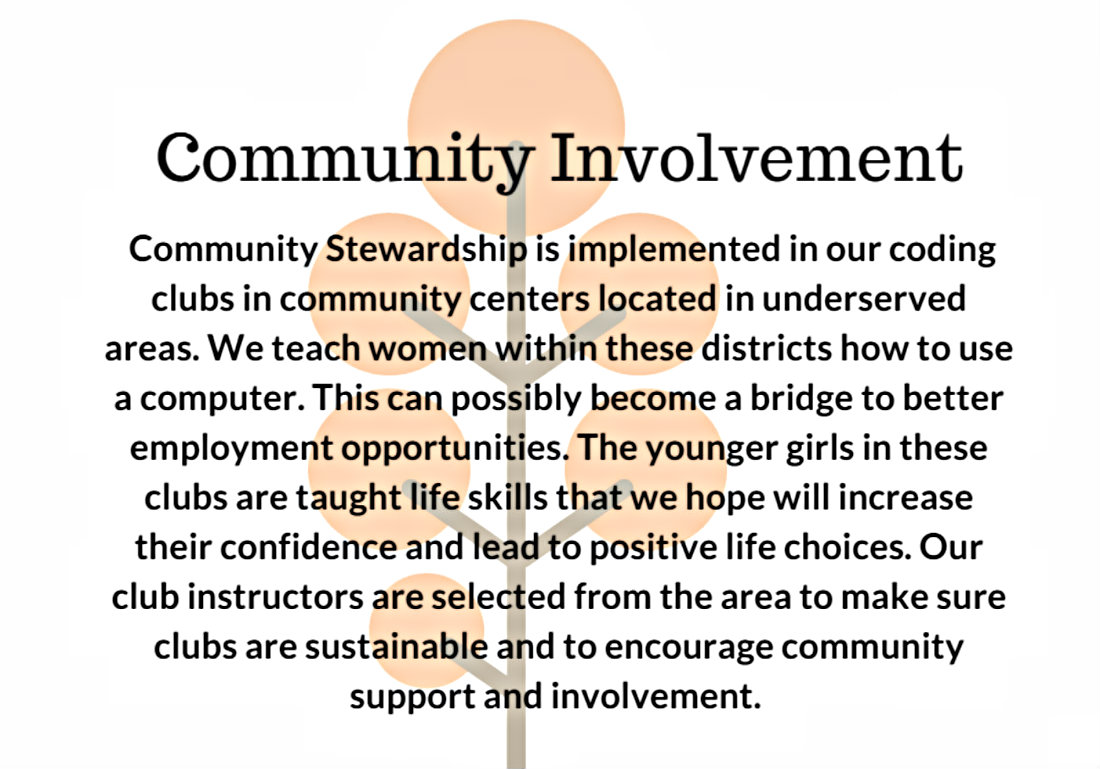 Community Involvement
Community Stewardship is implemented in our coding
clubs in community centers located in underserved
areas. We teach women within these districts how to use
a computer. This can possibly become a bridge to better
employment opportunities. The younger girls in these
clubs are taught life skills that we hope will increase
their confidence and lead to positive life choices. Our
club instructors are selected from the area to make sure
clubs are sustainable and to encourage community
support and involvement.